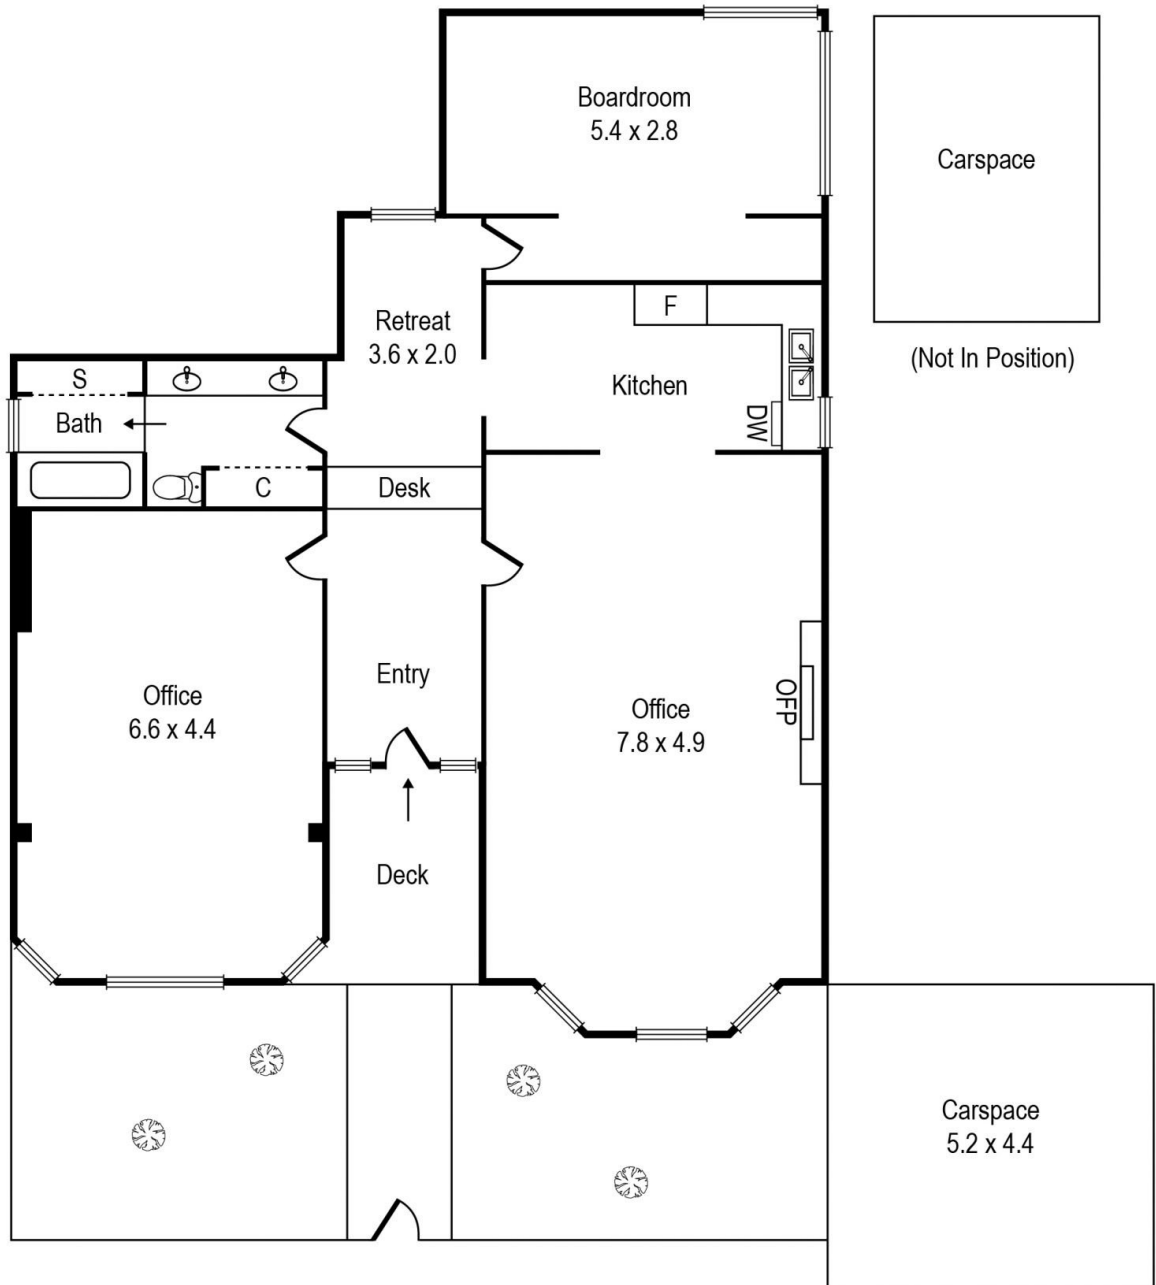 Boardroom
5.4 x 2.8
Carspace
(Not In Position)
Retreat
3.6 x 2.0
F
Kitchen
DW
S
Bath
C
Desk
Entry
Office
6.6 x 4.4
Office
7.8 x 4.9
OFP
Deck
Carspace
5.2 x 4.4